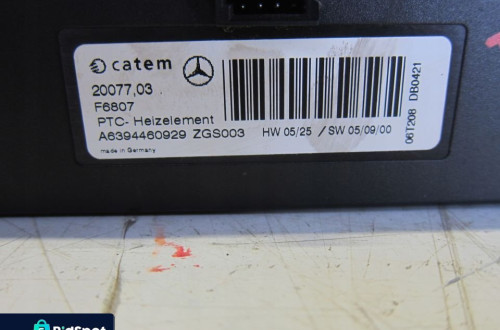 catem
20077,03
F6807
PTC- Heizelement
A6394460929 ZGS003
HW 05/25 / SW 05/09/00
made in Germany
06T208 DB0421
BidSpot